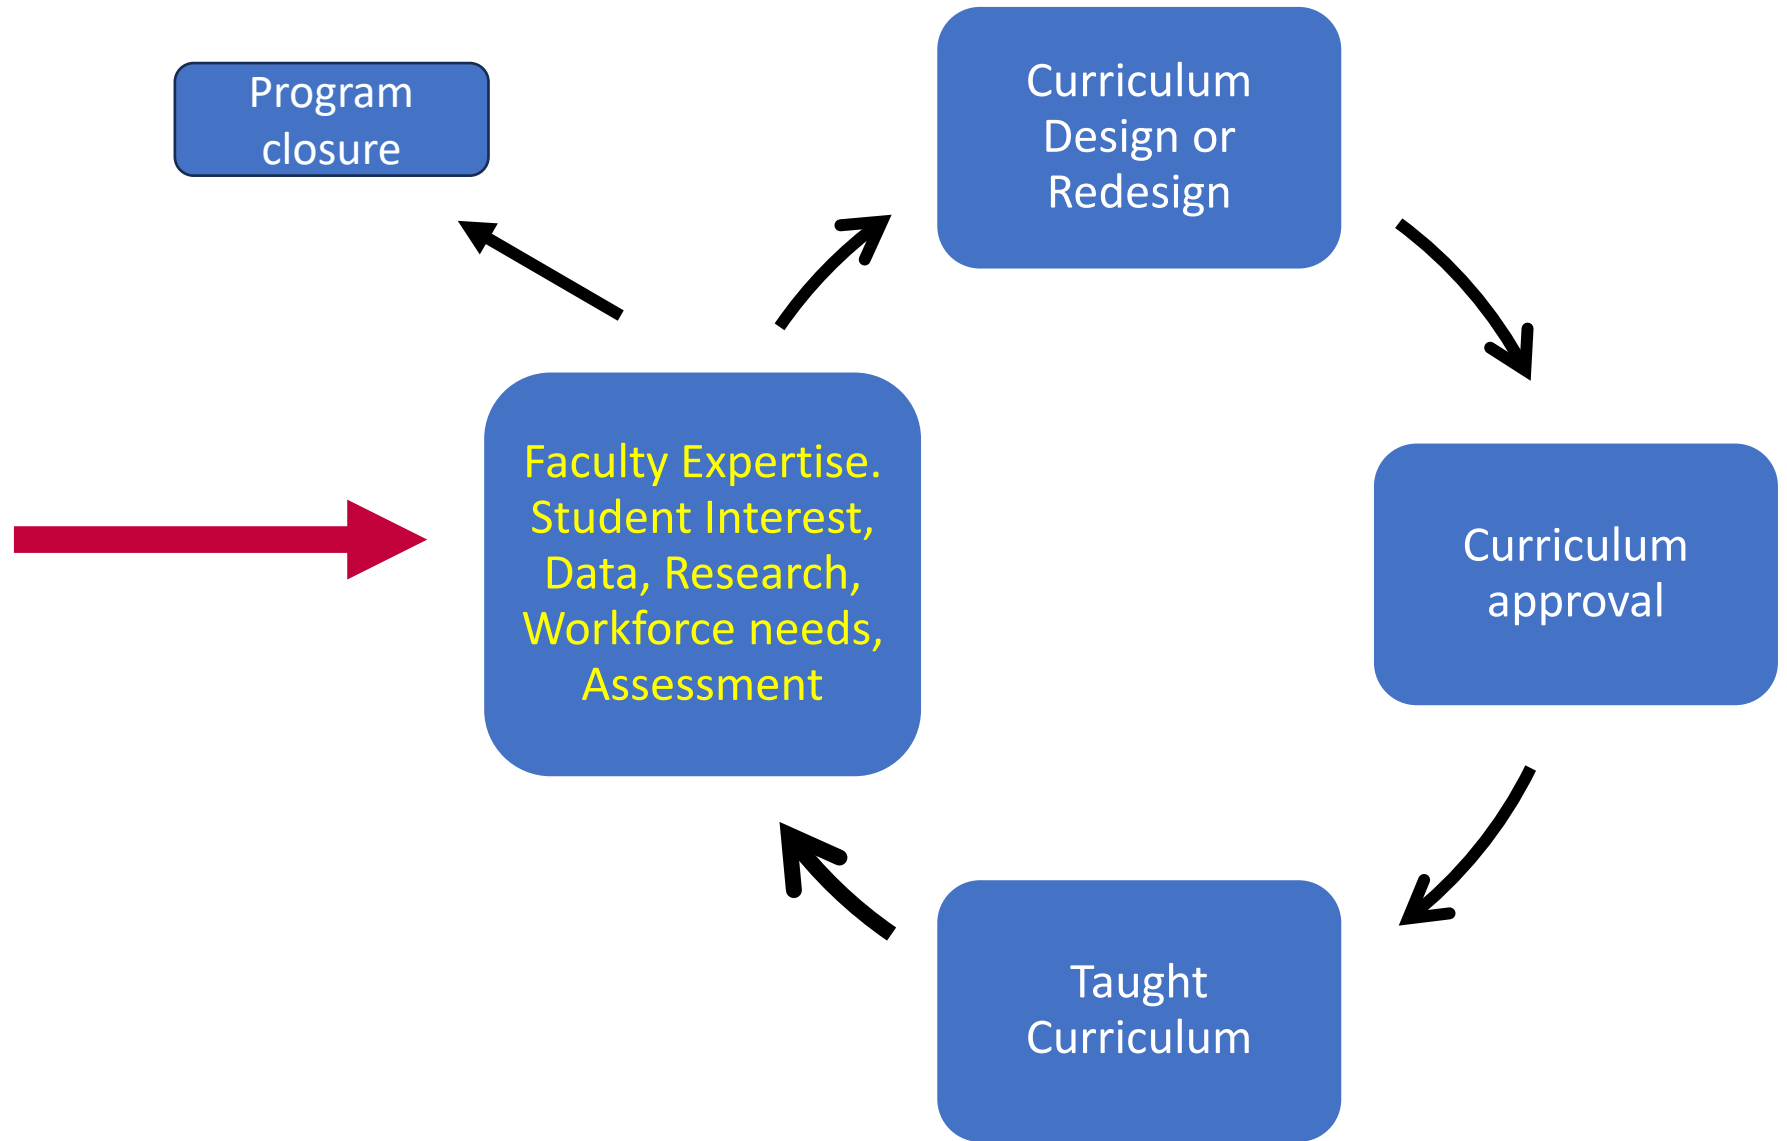 Program
closure
Curriculum
Design or
Redesign
Faculty Expertise.
Student Interest,
Data, Research,
Workforce needs,
Assessment
Curriculum
approval
Taught
Curriculum